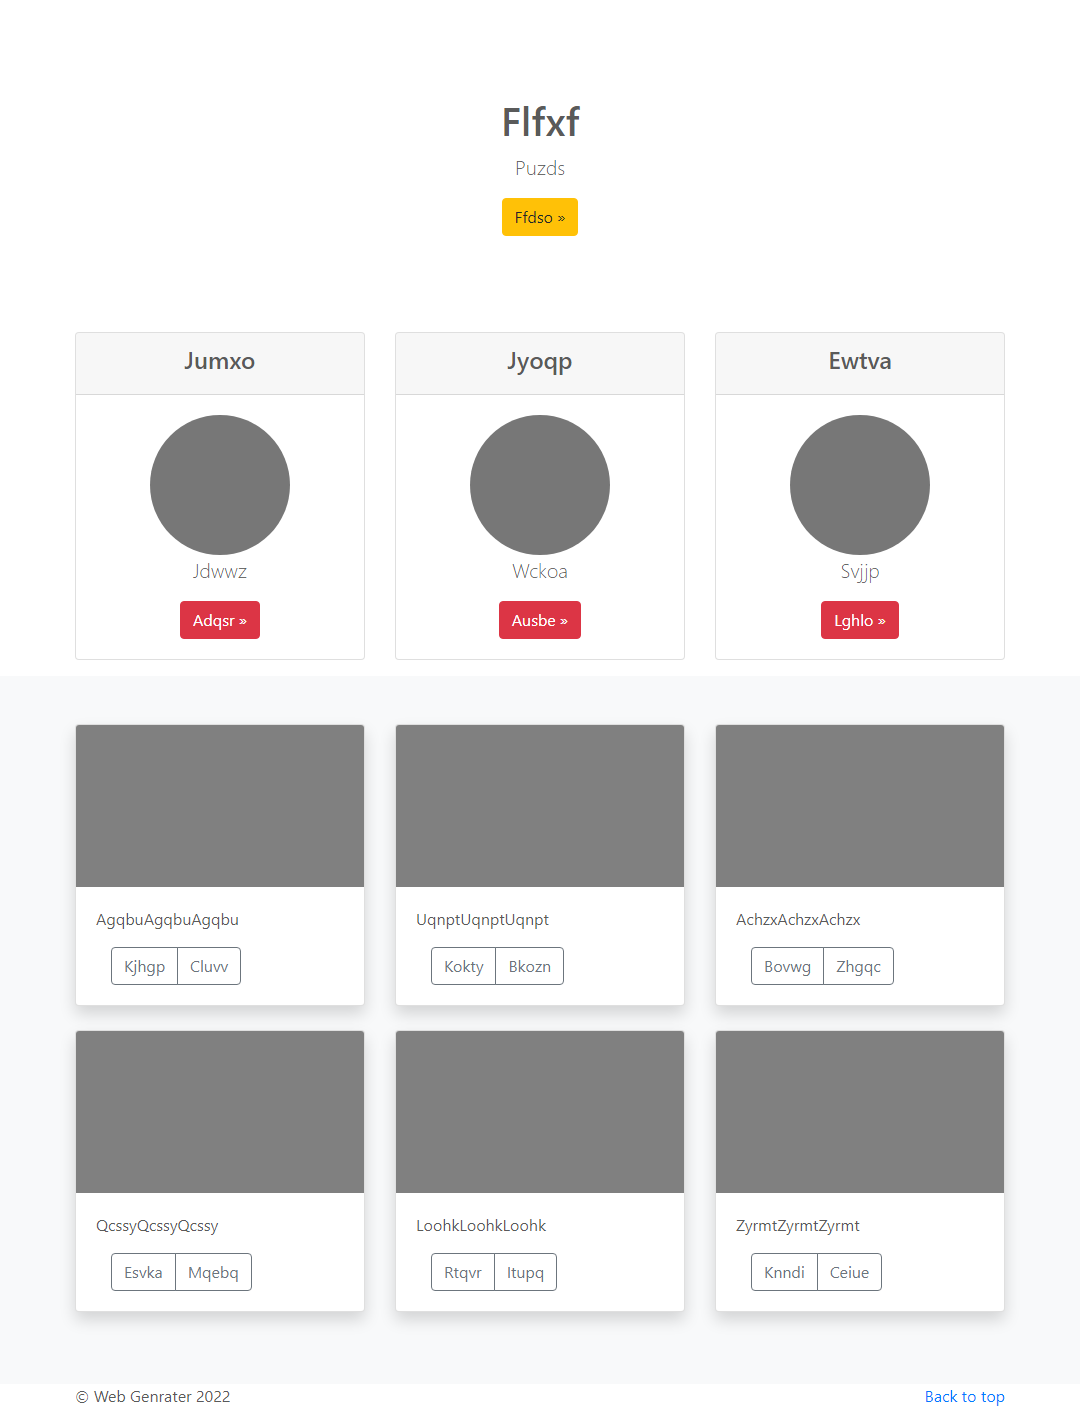 Flfxf
Puzds
Ffdso »
Jumxo
Jdwwz
Adqsr »
Jyoqp
Wckoa
Ausbe »
Ewtva
Svjjp
Lghlo »
AgqbuAgqbuAgqbu
Kjhgp Cluvv
UqnptUqnptUqnpt
Kokty Bkozn
AchzxAchzxAchzx
Bovwg Zhgqc
QcssyQcssyQcssy
Esvka Mqebq
LoohkLoohkLoohk
Rtqvr Itupq
ZyrmtZyrmtZyrmt
Knndi Ceiue
© Web Genrater 2022
Back to top